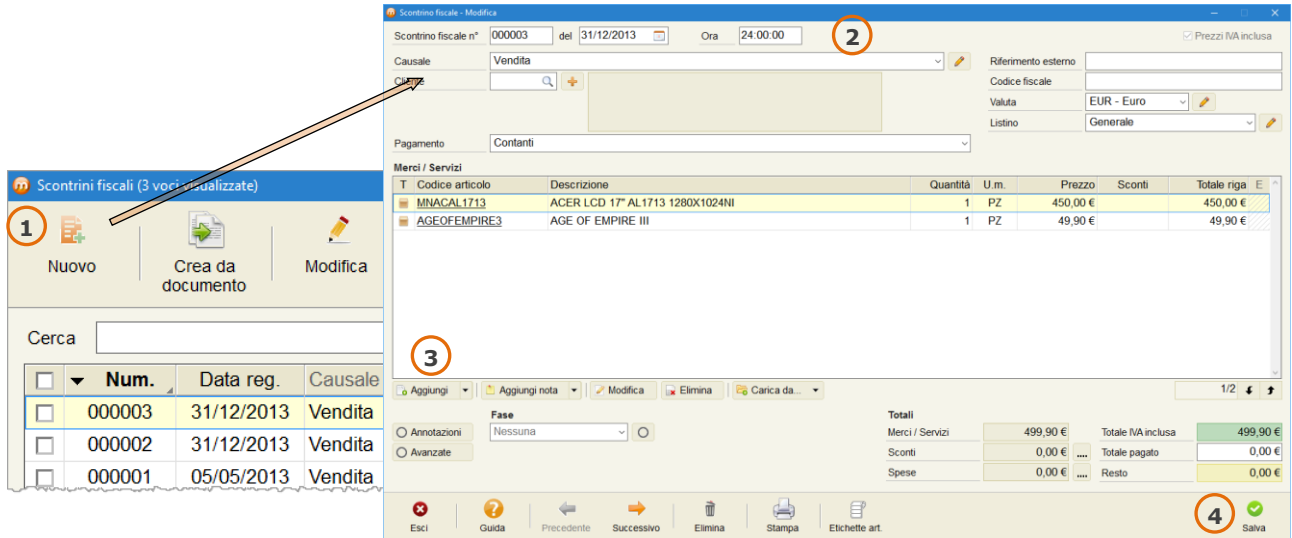 Scontrino fiscale - Modifica
Scontrino fiscale n° 000003 del 31/12/2013 Ora 24:00:00 2 Prezzi IVA inclusa
Causale Vendita Riferimento esterno
Cliente Codice fiscale
Valuta EUR - Euro
Listino Generale
Pagamento Contanti
Merci / Servizi
T Codice articolo Descrizione Quantità U.m. Prezzo Sconti Totale riga E
MNACAL1713 ACER LCD 17" AL1713 1280X1024NI 1 PZ 450,00 € 450,00 €
AGEOFEMPIRE3 AGE OF EMPIRE III 1 PZ 49,90 € 49,90 €
3
Aggiungi Aggiungi nota Modifica Elimina Carica da... 1/2
Fase Totali
Annotazioni Nessuna Merci / Servizi 499,90 € Totale IVA inclusa 499,90 €
Avanzate Sconti 0,00 € .... Totale pagato 0,00 €
Spese 0,00 € .... Resto 0,00 €
Esci Guida Precedente Successivo Elimina Stampa Etichette art. 4 Salva
Scontrini fiscali (3 voci visualizzate)
1
Nuovo Crea da documento Modifica
Cerca
Num. Data reg. Causale
000003 31/12/2013 Vendita
000002 31/12/2013 Vendita
000001 05/05/2013 Vendita